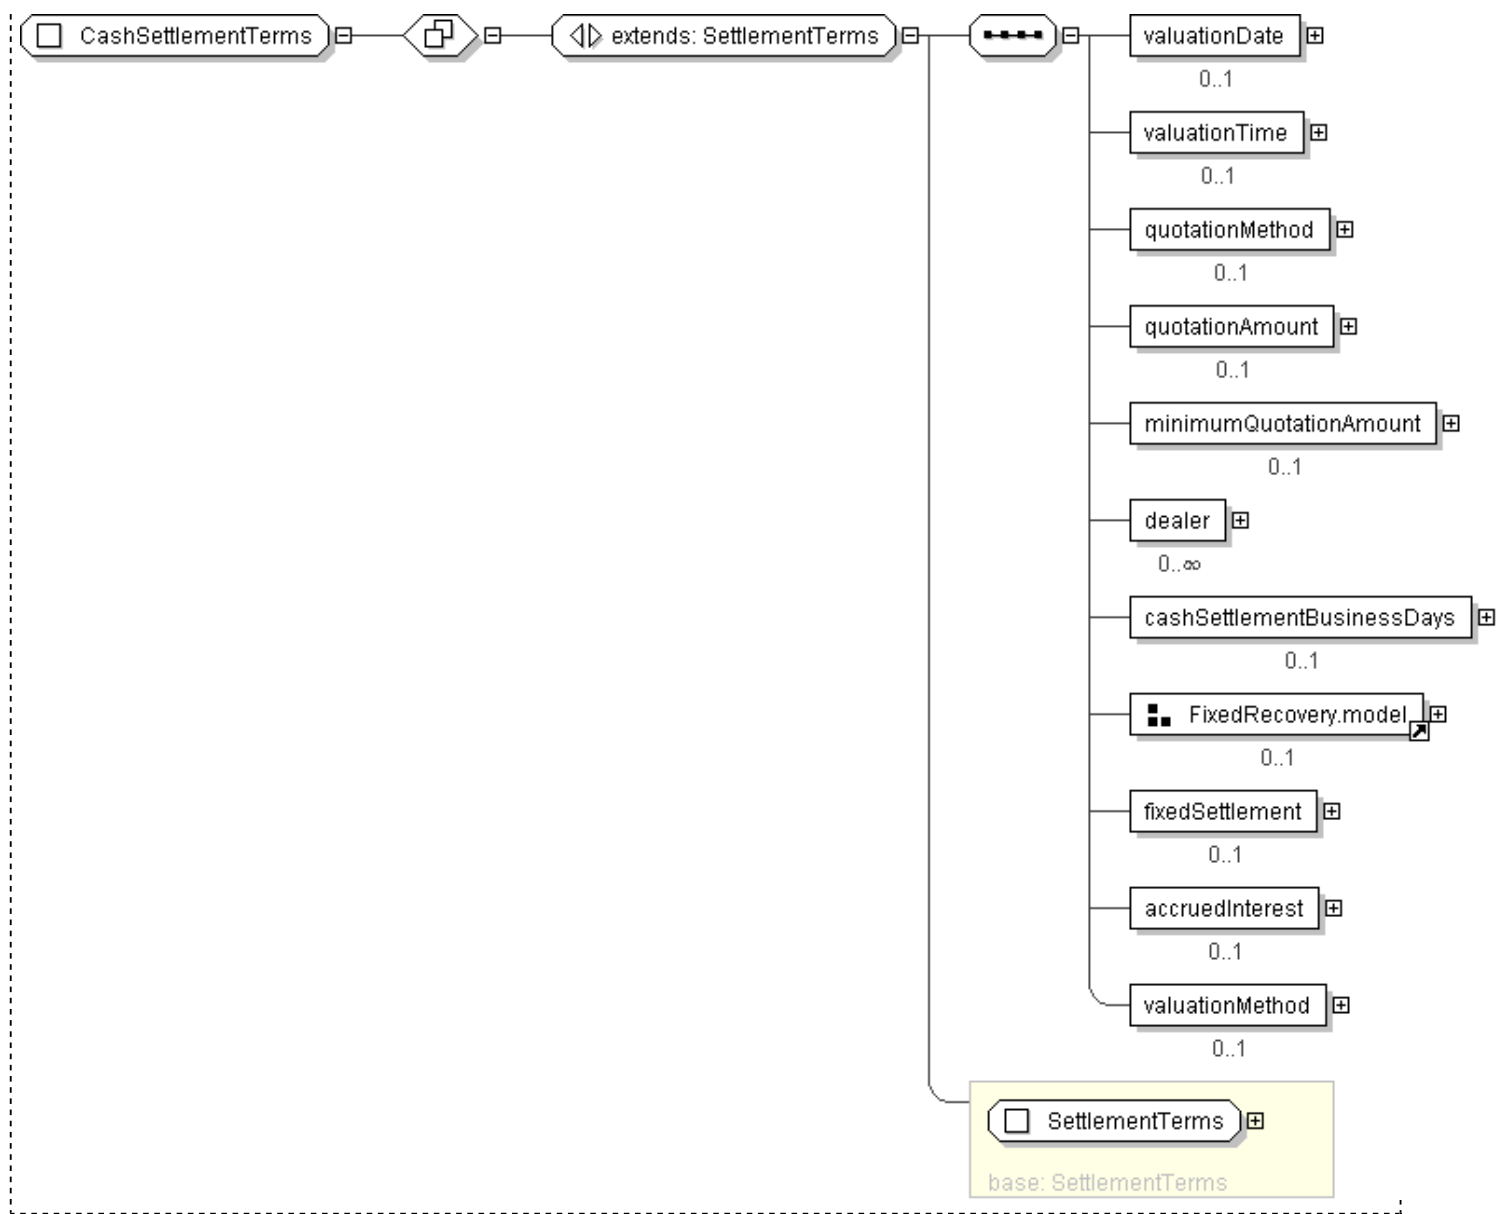 CashSettlementTerms
extends: SettlementTerms
valuationDate
0..1
valuationTime
0..1
quotationMethod
0..1
quotationAmount
0..1
minimumQuotationAmount
0..1
dealer
0..∞
cashSettlementBusinessDays
0..1
FixedRecovery.model
0..1
fixedSettlement
0..1
accruedInterest
0..1
valuationMethod
0..1
SettlementTerms
base: SettlementTerms